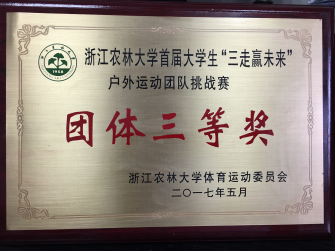 1958
浙江农林大学首届大学生“三走赢未来”
户外运动团队挑战赛
团体三等奖
浙江农林大学体育运动委员会
二〇一七年五月